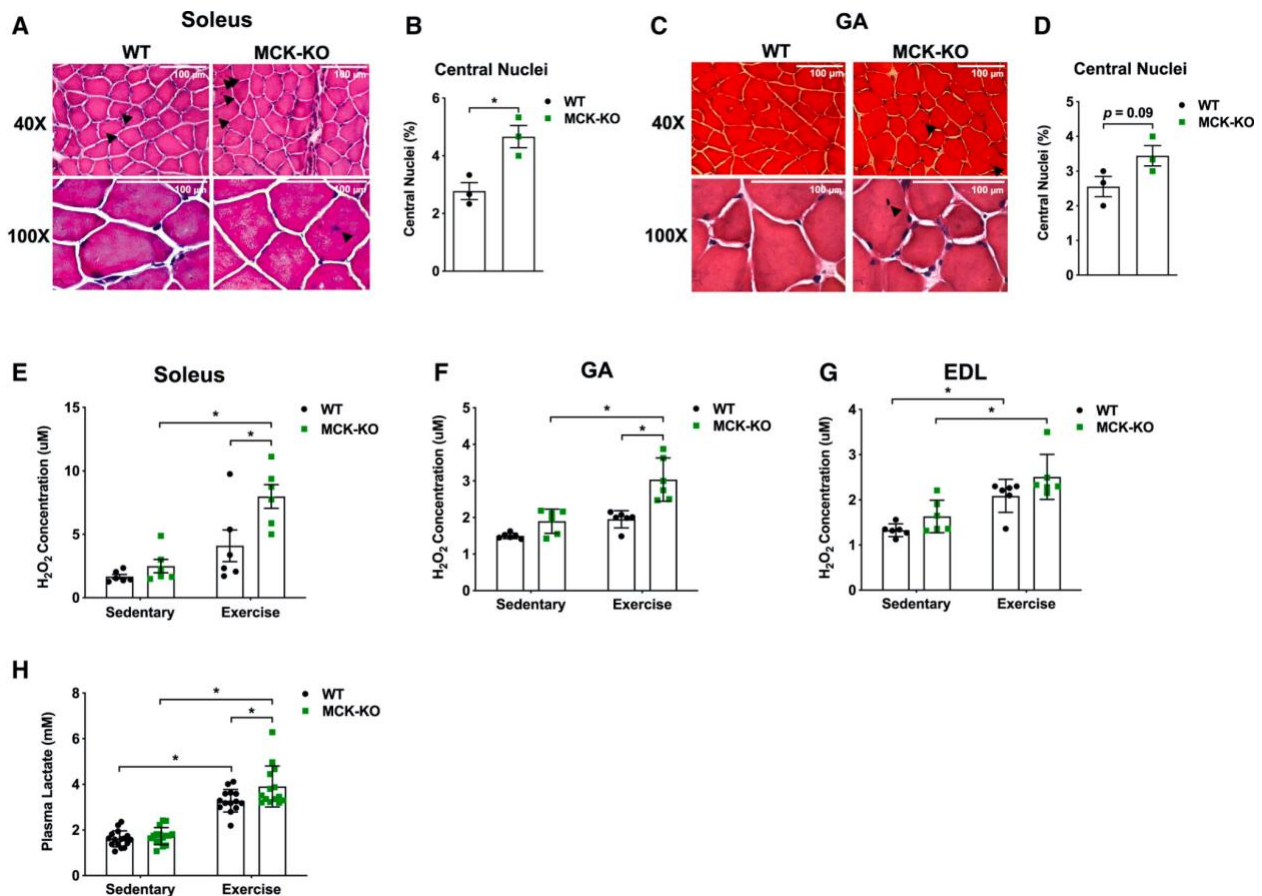 A
Soleus
WT
MCK-KO
40X
100X
100 µm
100 µm
100 µm
100 µm
B
Central Nuclei
Central Nuclei (%)
6
4
2
0
*
WT
MCK-KO
C
GA
WT
MCK-KO
40X
100X
100 µm
100 µm
100 µm
100 µm
D
Central Nuclei
Central Nuclei (%)
5
4
3
2
1
0
p = 0.09
WT
MCK-KO
E
Soleus
H₂O₂ Concentration (uM)
15
10
5
0
*
*
WT
MCK-KO
Sedentary
Exercise
F
GA
H₂O₂ Concentration (uM)
5
4
3
2
1
0
*
*
WT
MCK-KO
Sedentary
Exercise
G
EDL
H₂O₂ Concentration (uM)
4
3
2
1
0
*
*
WT
MCK-KO
Sedentary
Exercise
H
Plasma Lactate (mM)
8
6
4
2
0
*
*
*
WT
MCK-KO
Sedentary
Exercise